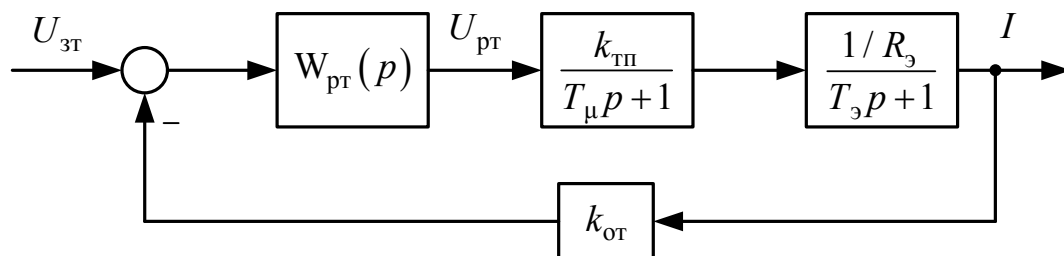 U_зт
W_рт(p)
U_рт
k_тп / (T_μ p + 1)
1 / R_э / (T_э p + 1)
I
−
k_от